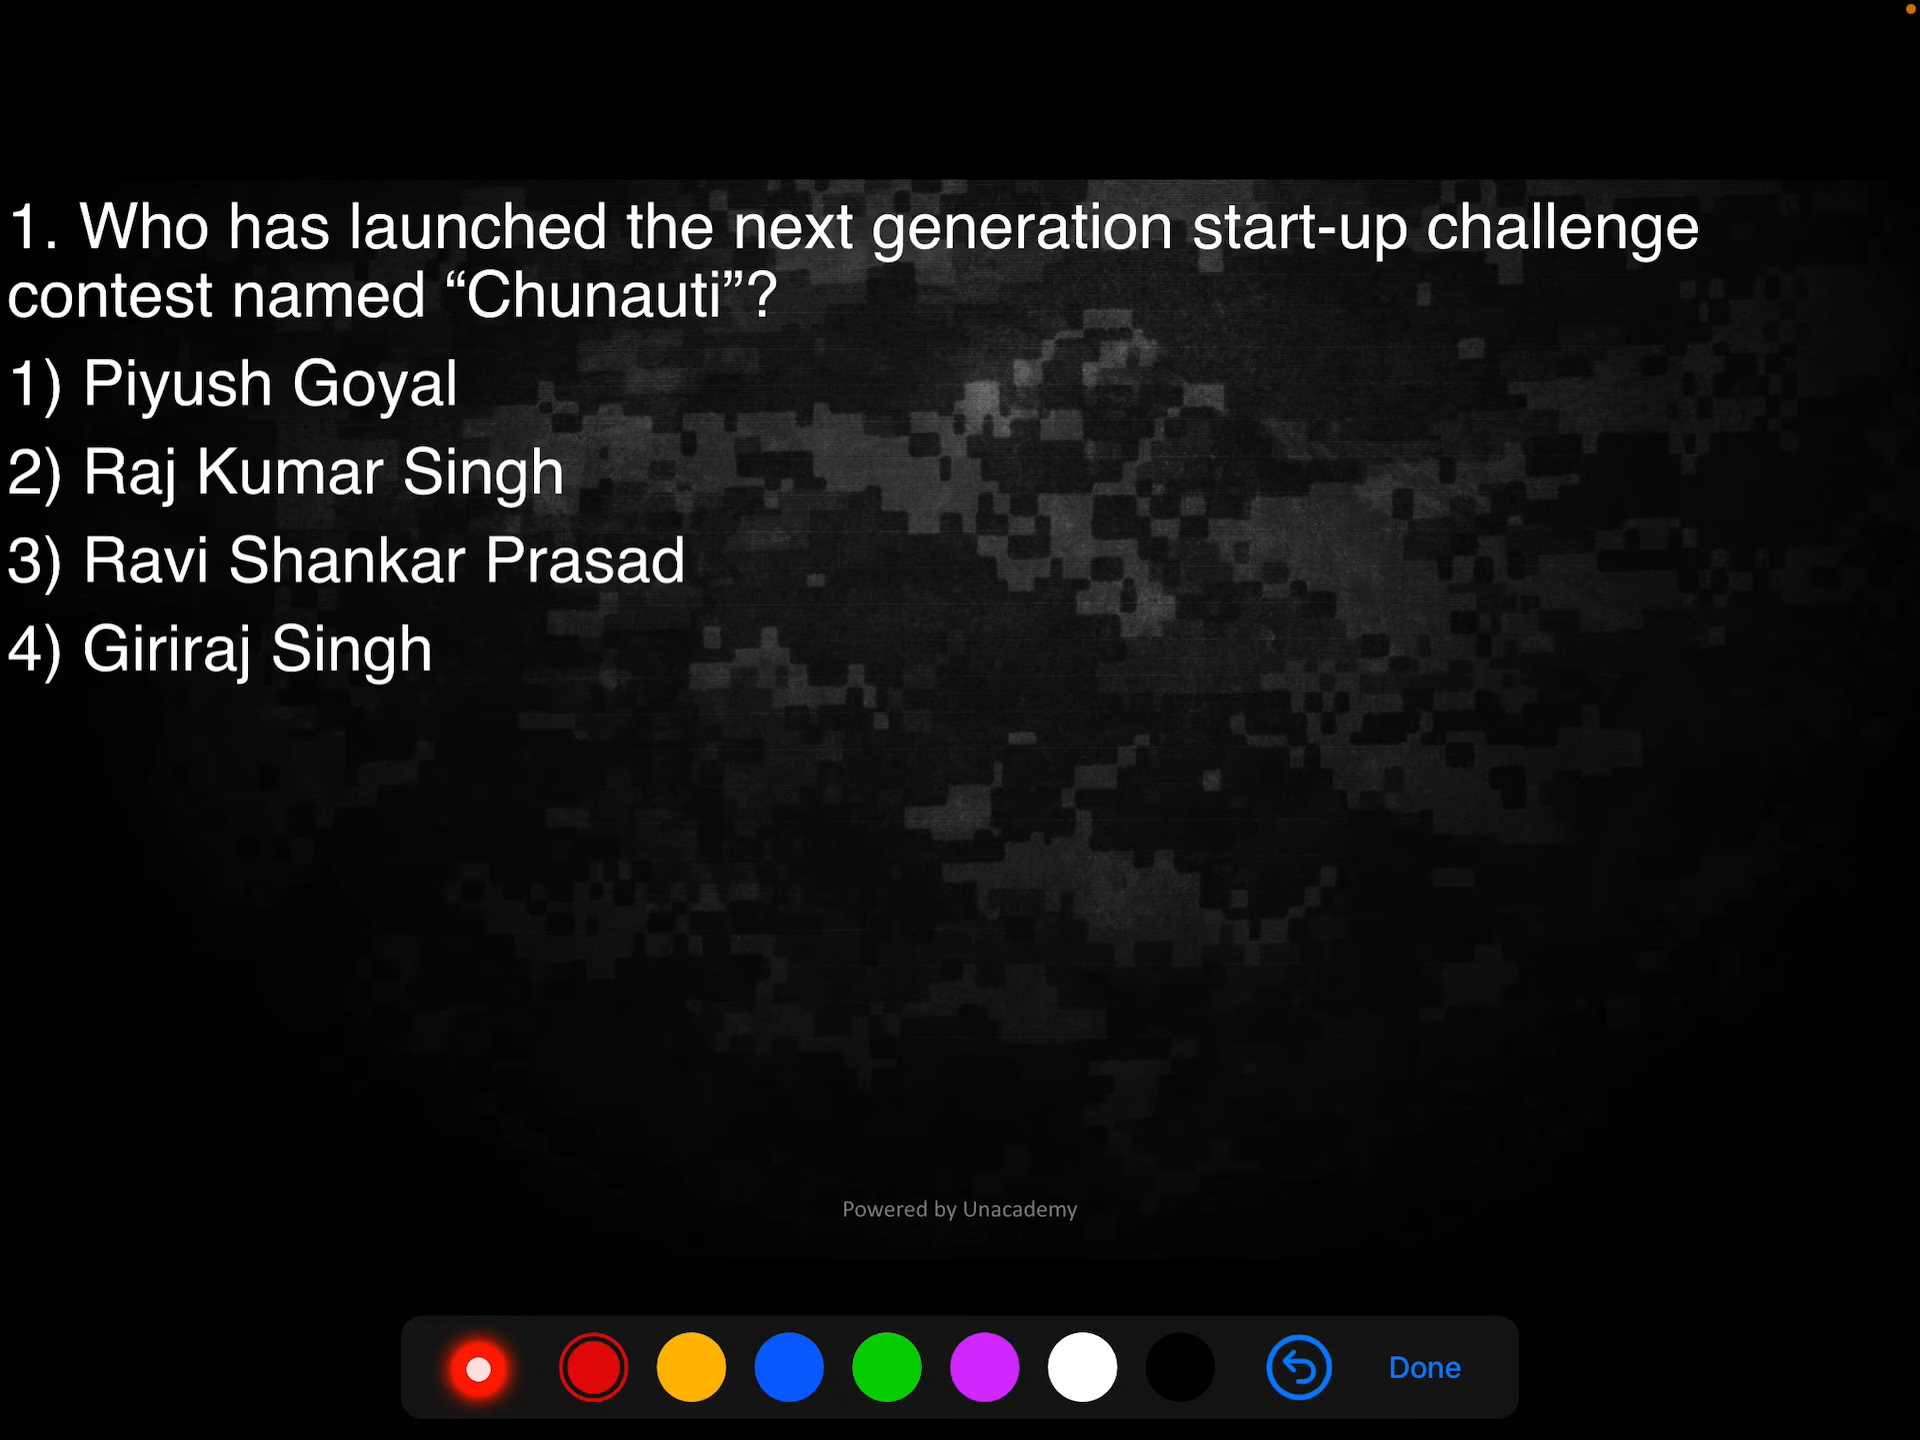 1. Who has launched the next generation start-up challenge
contest named “Chunauti”?
1) Piyush Goyal
2) Raj Kumar Singh
3) Ravi Shankar Prasad
4) Giriraj Singh
Powered by Unacademy
Done